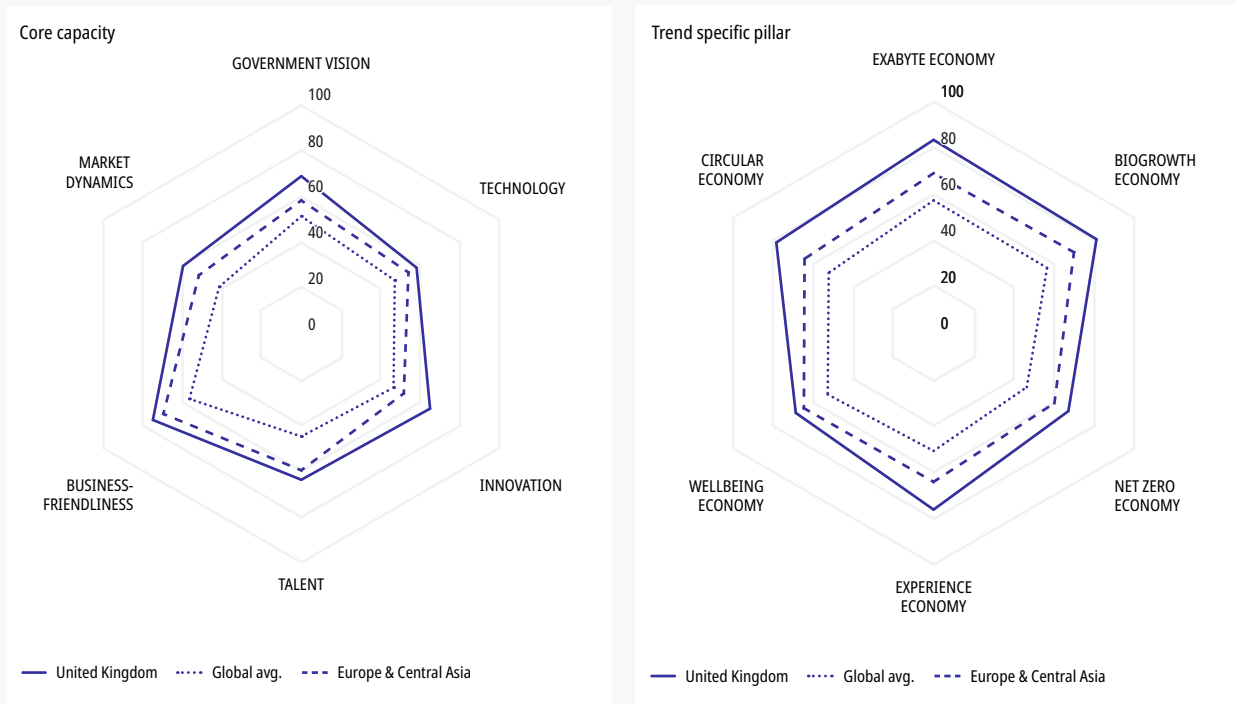 Core capacity
GOVERNMENT VISION
100
80
60
40
20
0
MARKET
DYNAMICS
TECHNOLOGY
BUSINESS-
FRIENDLINESS
INNOVATION
TALENT
United Kingdom
Global avg.
Europe & Central Asia
Trend specific pillar
EXABYTE ECONOMY
100
80
60
40
20
0
CIRCULAR
ECONOMY
BIOGROWTH
ECONOMY
WELLBEING
ECONOMY
NET ZERO
ECONOMY
EXPERIENCE
ECONOMY
United Kingdom
Global avg.
Europe & Central Asia